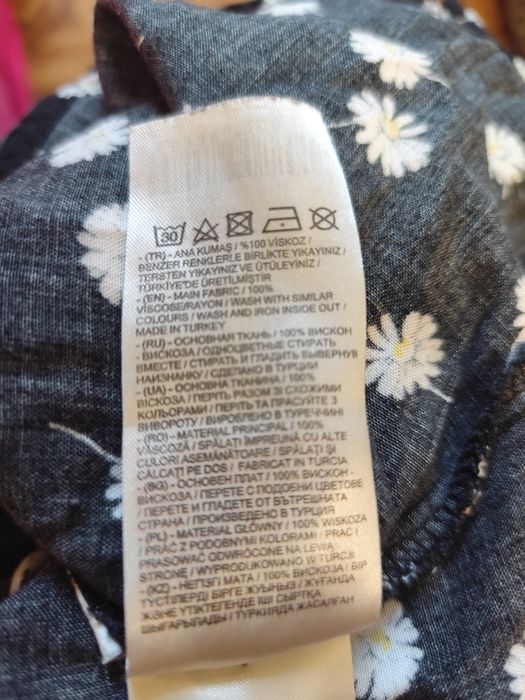 30
- (TR) - ANA KUMAŞ / %100 VİSKOZ /
BENZER RENKLERLE BİRLİKTE YIKAYINIZ /
TERSTEN YIKAYINIZ VE ÜTÜLEYİNİZ /
TÜRKİYE'DE ÜRETİLMİŞTİR
- (EN) - MAIN FABRIC / 100%
VISCOSE/RAYON / WASH WITH SIMILAR
COLOURS / WASH AND IRON INSIDE OUT /
MADE IN TURKEY
- (RU) - ОСНОВНАЯ ТКАНЬ / 100% ВИСКОН
- ВИСКОЗА / ОДНОЦВЕТНЫЕ СТИРАТЬ
ВМЕСТЕ / СТИРАТЬ И ГЛАДИТЬ ВЫВЕРНУВ
НАИЗНАНКУ / СДЕЛАНО В ТУРЦИИ
- (UA) - ОСНОВНА ТКАНИНА / 100%
ВІСКОЗА / ПЕРІТЬ РАЗОМ ЗІ СХОЖИМИ
КОЛЬОРАМИ / ПЕРІТЬ ТА ПРАСУЙТЕ З
ВИВОРОТУ / ВИРОБЛЕНО В ТУРЕЧЧИНІ
- (RO) - MATERIAL PRINCIPAL / 100%
VÂSCOZĂ / SPĂLAȚI ÎMPREUNĂ CU ALTE
CULORI ASEMĂNĂTOARE / SPĂLAȚI ȘI
CĂLCAȚI PE DOS / FABRICAT IN TURCIA
- (BG) - ОСНОВЕН ПЛАТ / 100% ВИСКОН -
ВИСКОЗА / ПЕРЕТЕ С ПОДОБНИ ЦВЕТОВЕ
/ ПЕРЕТЕ И ГЛАДЕТЕ ОТ ВЪТРЕШНАТА
СТРАНА / ПРОИЗВЕДЕНО В ТУРЦИЯ
- (PL) - MATERIAŁ GŁÓWNY / 100% WISKOZA
/ PRAĆ Z PODOBNYMI KOLORAMI / PRAĆ I
PRASOWAĆ ODWRÓCONE NA LEWĄ
STRONĘ / WYPRODUKOWANO W TURCJI
- (KZ) - НЕГІЗГІ МАТА / 100% ВИСКОЗА / БІР
ТҮСТІЛЕРДІ БІРГЕ ЖУЫҢЫЗ / ЖУҒАНДА
ЖӘНЕ ҮТІКТЕГЕНДЕ ІШІ СЫРТҚА
ШЫҒАРЫЛАДЫ / ТҮРКИЯДА ЖАСАЛҒАН